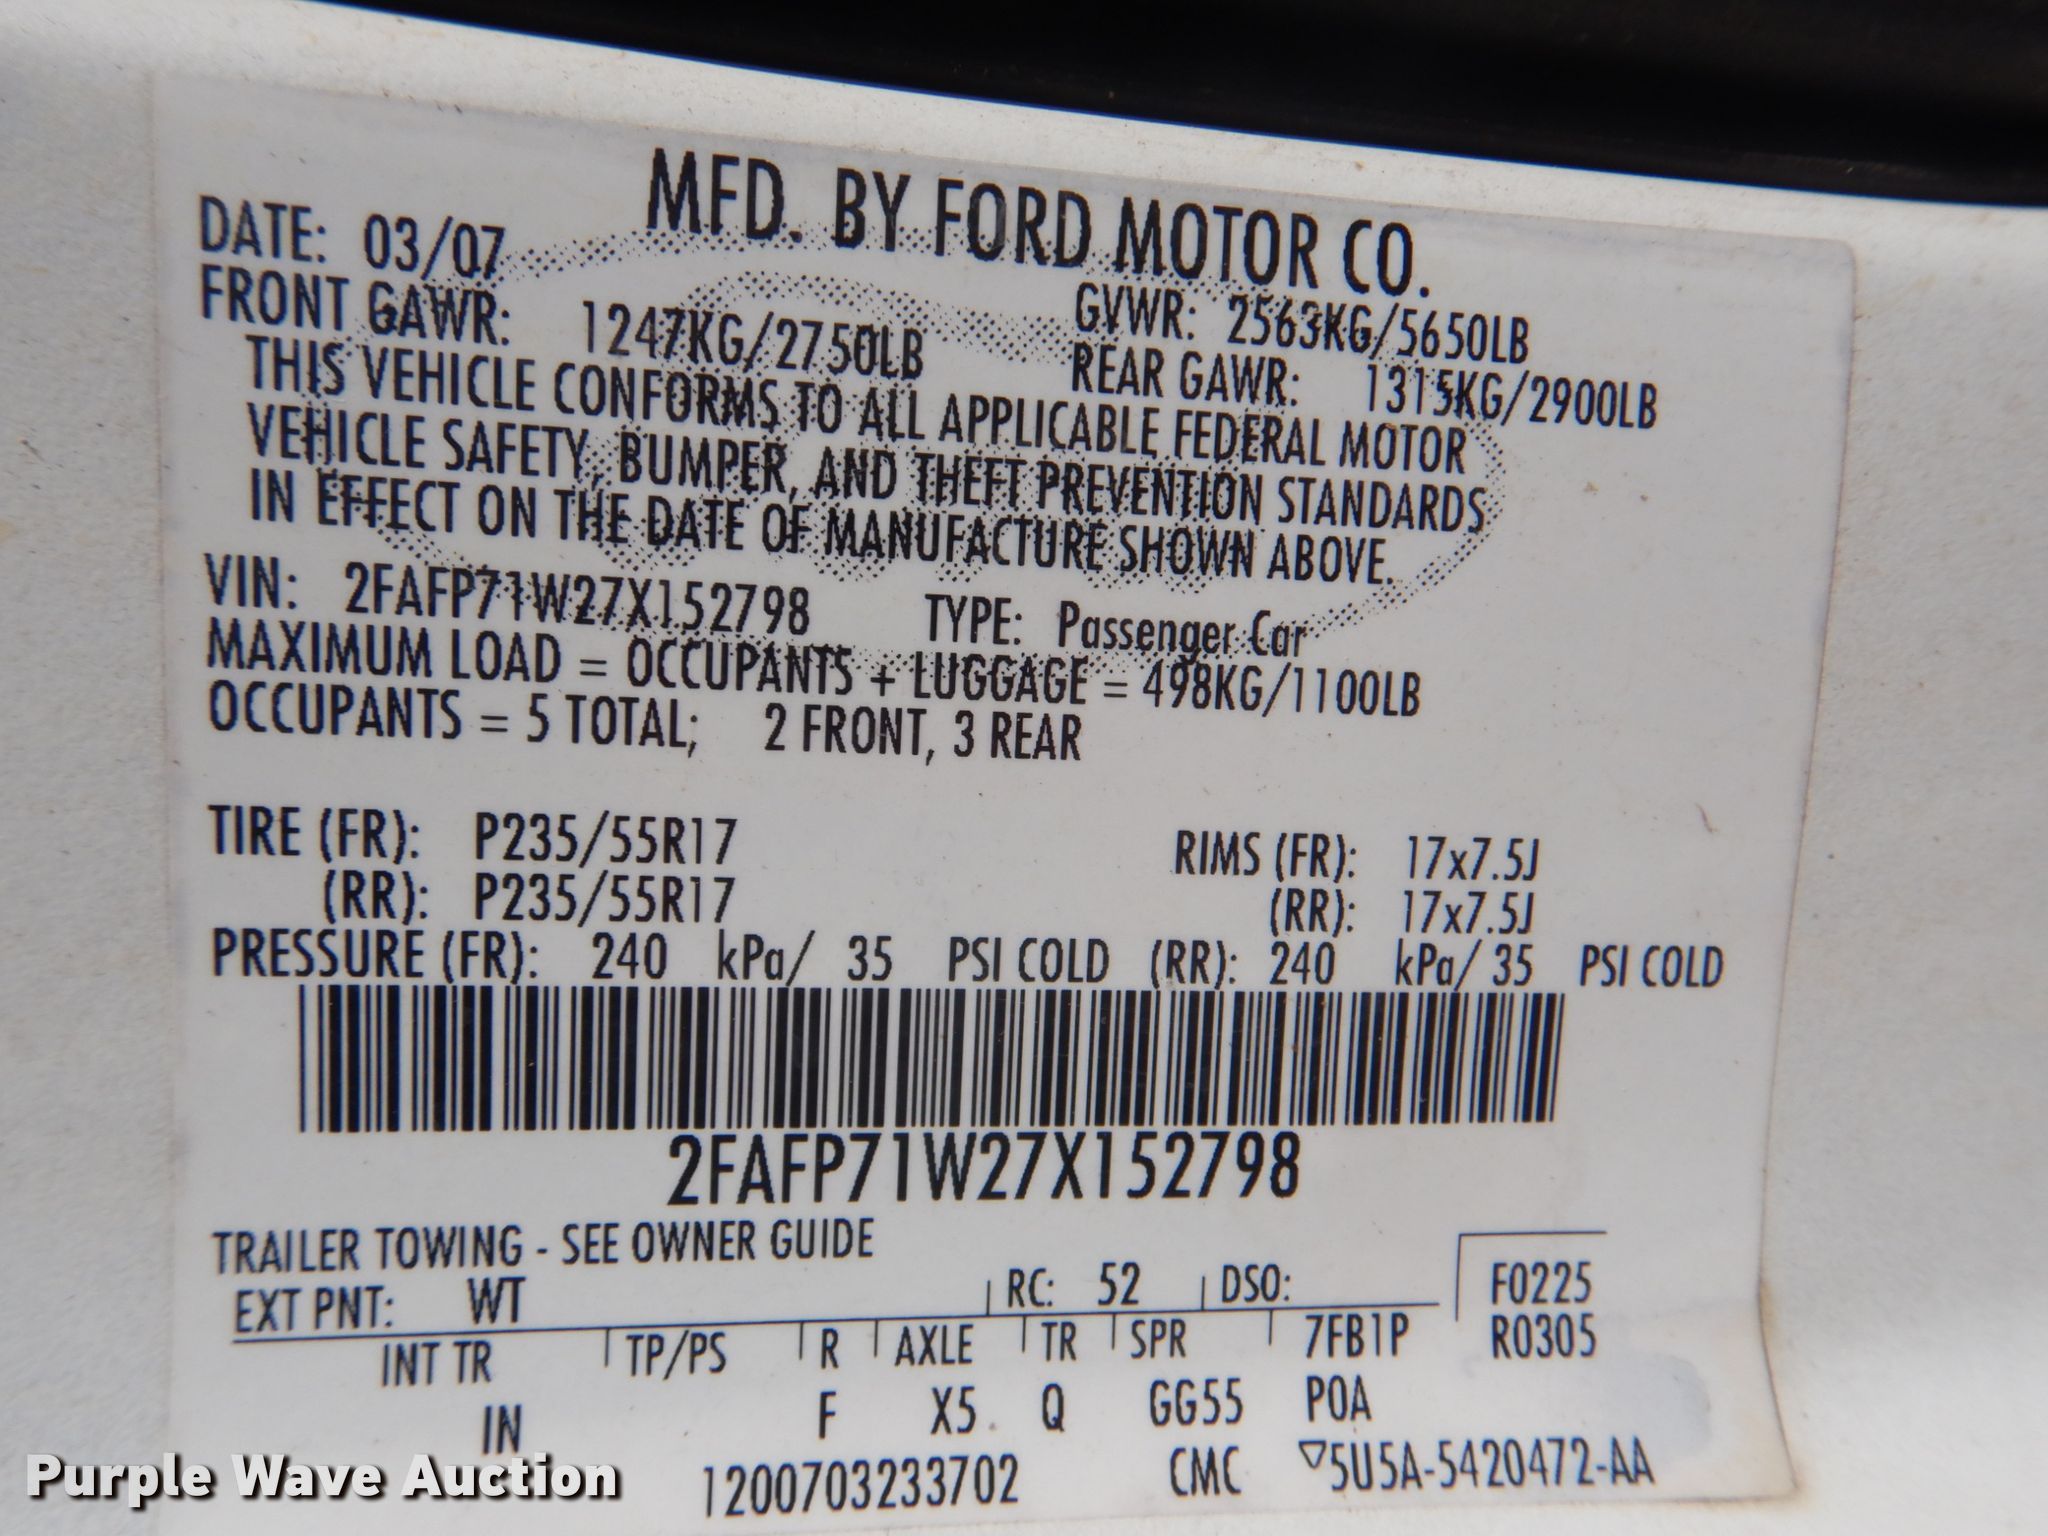 MFD. BY FORD MOTOR CO.
DATE: 03/07 GVWR: 2563KG/5650LB
FRONT GAWR: 1247KG/2750LB REAR GAWR: 1315KG/2900LB
THIS VEHICLE CONFORMS TO ALL APPLICABLE FEDERAL MOTOR
VEHICLE SAFETY, BUMPER, AND THEFT PREVENTION STANDARDS
IN EFFECT ON THE DATE OF MANUFACTURE SHOWN ABOVE.
VIN: 2FAFP71W27X152798 TYPE: Passenger Car
MAXIMUM LOAD = OCCUPANTS + LUGGAGE = 498KG/1100LB
OCCUPANTS = 5 TOTAL; 2 FRONT, 3 REAR
TIRE (FR): P235/55R17 RIMS (FR): 17x7.5J
(RR): P235/55R17 (RR): 17x7.5J
PRESSURE (FR): 240 kPa/ 35 PSI COLD (RR): 240 kPa/ 35 PSI COLD
2FAFP71W27X152798
TRAILER TOWING - SEE OWNER GUIDE
EXT PNT: WT RC: 52 DSO: F0225
INT TR TP/PS R AXLE TR SPR 7FB1P R0305
IN F X5 Q GG55 POA
1200703233702 CMC ▽5U5A-5420472-AA
Purple Wave Auction